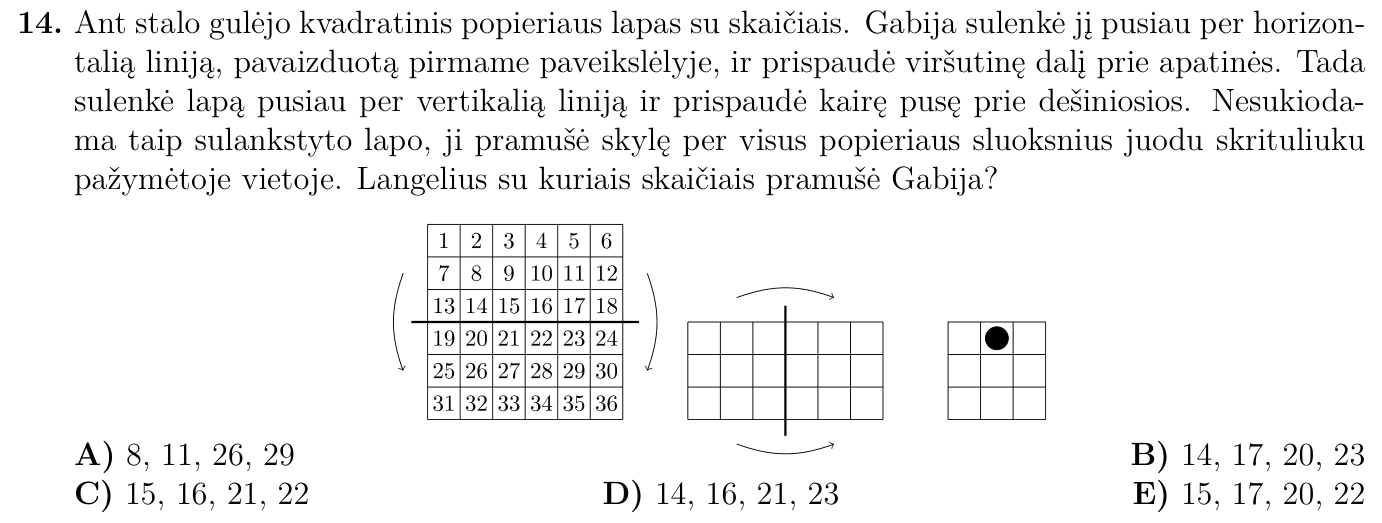 14. Ant stalo gulėjo kvadratinis popieriaus lapas su skaičiais. Gabija sulenkė jį pusiau per horizon-
talią liniją, pavaizduotą pirmame paveikslėlyje, ir prispaudė viršutinę dalį prie apatinės. Tada
sulenkė lapą pusiau per vertikalią liniją ir prispaudė kairę pusę prie dešiniosios. Nesukioda-
ma taip sulankstyto lapo, ji pramušė skylę per visus popieriaus sluoksnius juodu skrituliuku
pažymėtoje vietoje. Langelius su kuriais skaičiais pramušė Gabija?
1 2 3 4 5 6
7 8 9 10 11 12
13 14 15 16 17 18
19 20 21 22 23 24
25 26 27 28 29 30
31 32 33 34 35 36
A) 8, 11, 26, 29
B) 14, 17, 20, 23
C) 15, 16, 21, 22
D) 14, 16, 21, 23
E) 15, 17, 20, 22